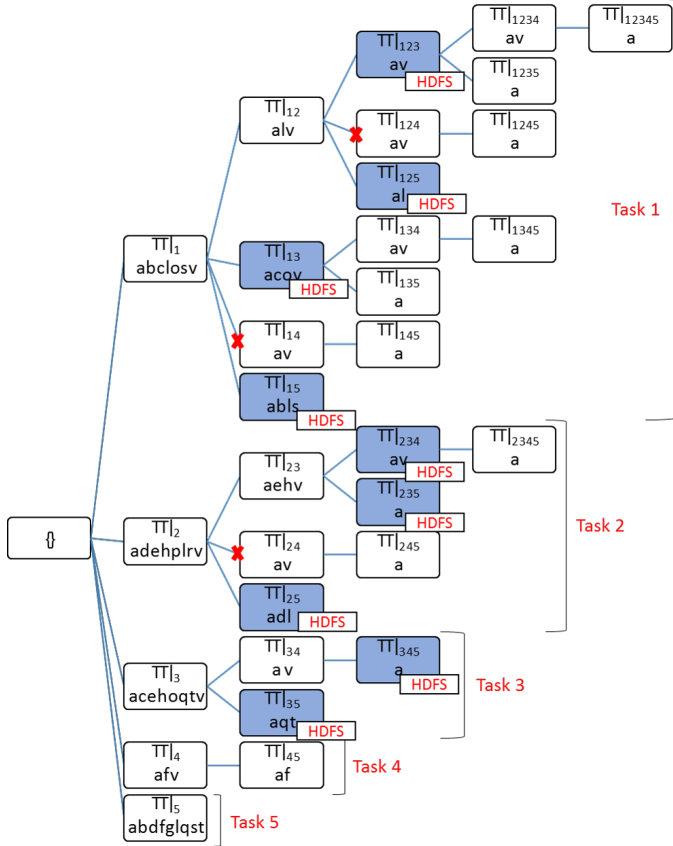 TT|1234
av
TT|12345
a
TT|123
av
HDFS
TT|1235
a
TT|12
alv
TT|124
av
TT|1245
a
TT|125
al
HDFS
Task 1
TT|134
av
TT|1345
a
TT|1
abclosv
TT|13
acov
HDFS
TT|135
a
TT|14
av
TT|145
a
TT|15
abls
HDFS
TT|234
av
HDFS
TT|2345
a
TT|23
aehv
TT|235
a
HDFS
Task 2
{}
TT|2
adehplrv
TT|24
av
TT|245
a
TT|25
adl
HDFS
TT|34
av
TT|345
a
HDFS
Task 3
TT|3
acehoqtv
TT|35
aqt
HDFS
TT|4
afv
TT|45
af
Task 4
TT|5
abdfglqst
Task 5